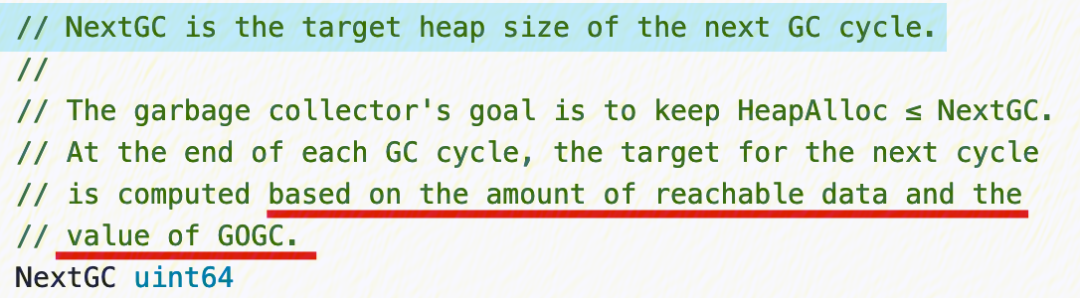 // NextGC is the target heap size of the next GC cycle.
//
// The garbage collector's goal is to keep HeapAlloc ≤ NextGC.
// At the end of each GC cycle, the target for the next cycle
// is computed based on the amount of reachable data and the
// value of GOGC.
NextGC uint64